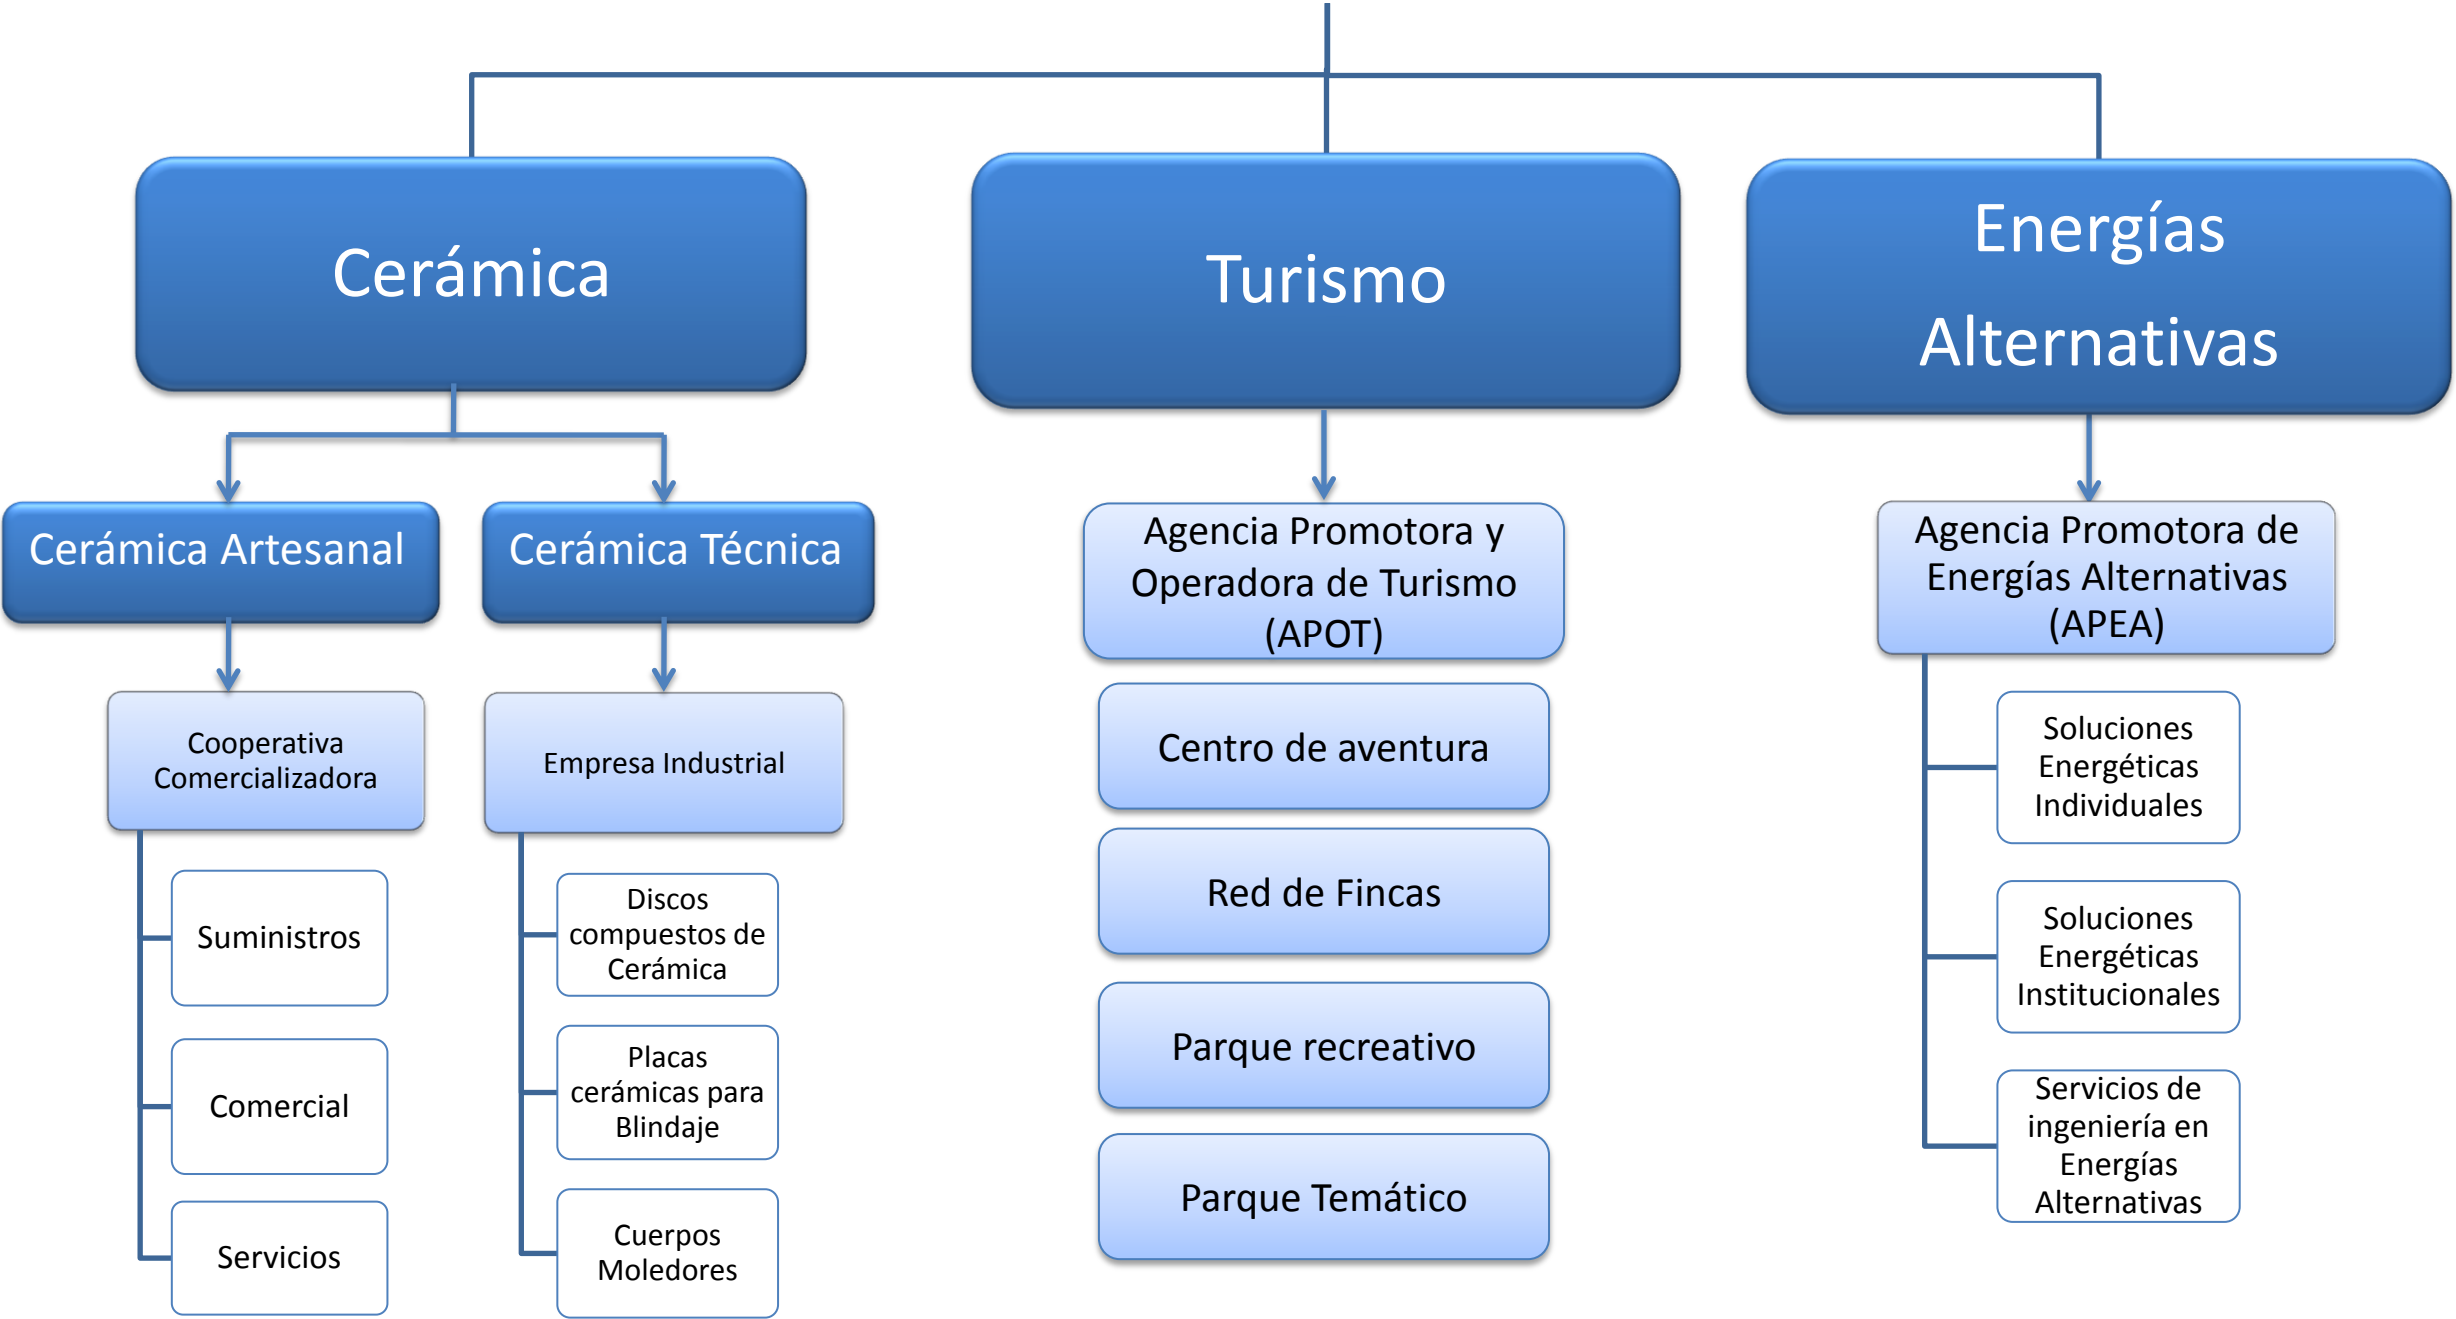 Cerámica
Turismo
Energías
Alternativas
Cerámica Artesanal
Cerámica Técnica
Agencia Promotora y
Operadora de Turismo
(APOT)
Agencia Promotora de
Energías Alternativas
(APEA)
Cooperativa
Comercializadora
Suministros
Comercial
Servicios
Empresa Industrial
Discos
compuestos de
Cerámica
Placas
cerámicas para
Blindaje
Cuerpos
Moledores
Centro de aventura
Red de Fincas
Parque recreativo
Parque Temático
Soluciones
Energéticas
Individuales
Soluciones
Energéticas
Institucionales
Servicios de
ingeniería en
Energías
Alternativas